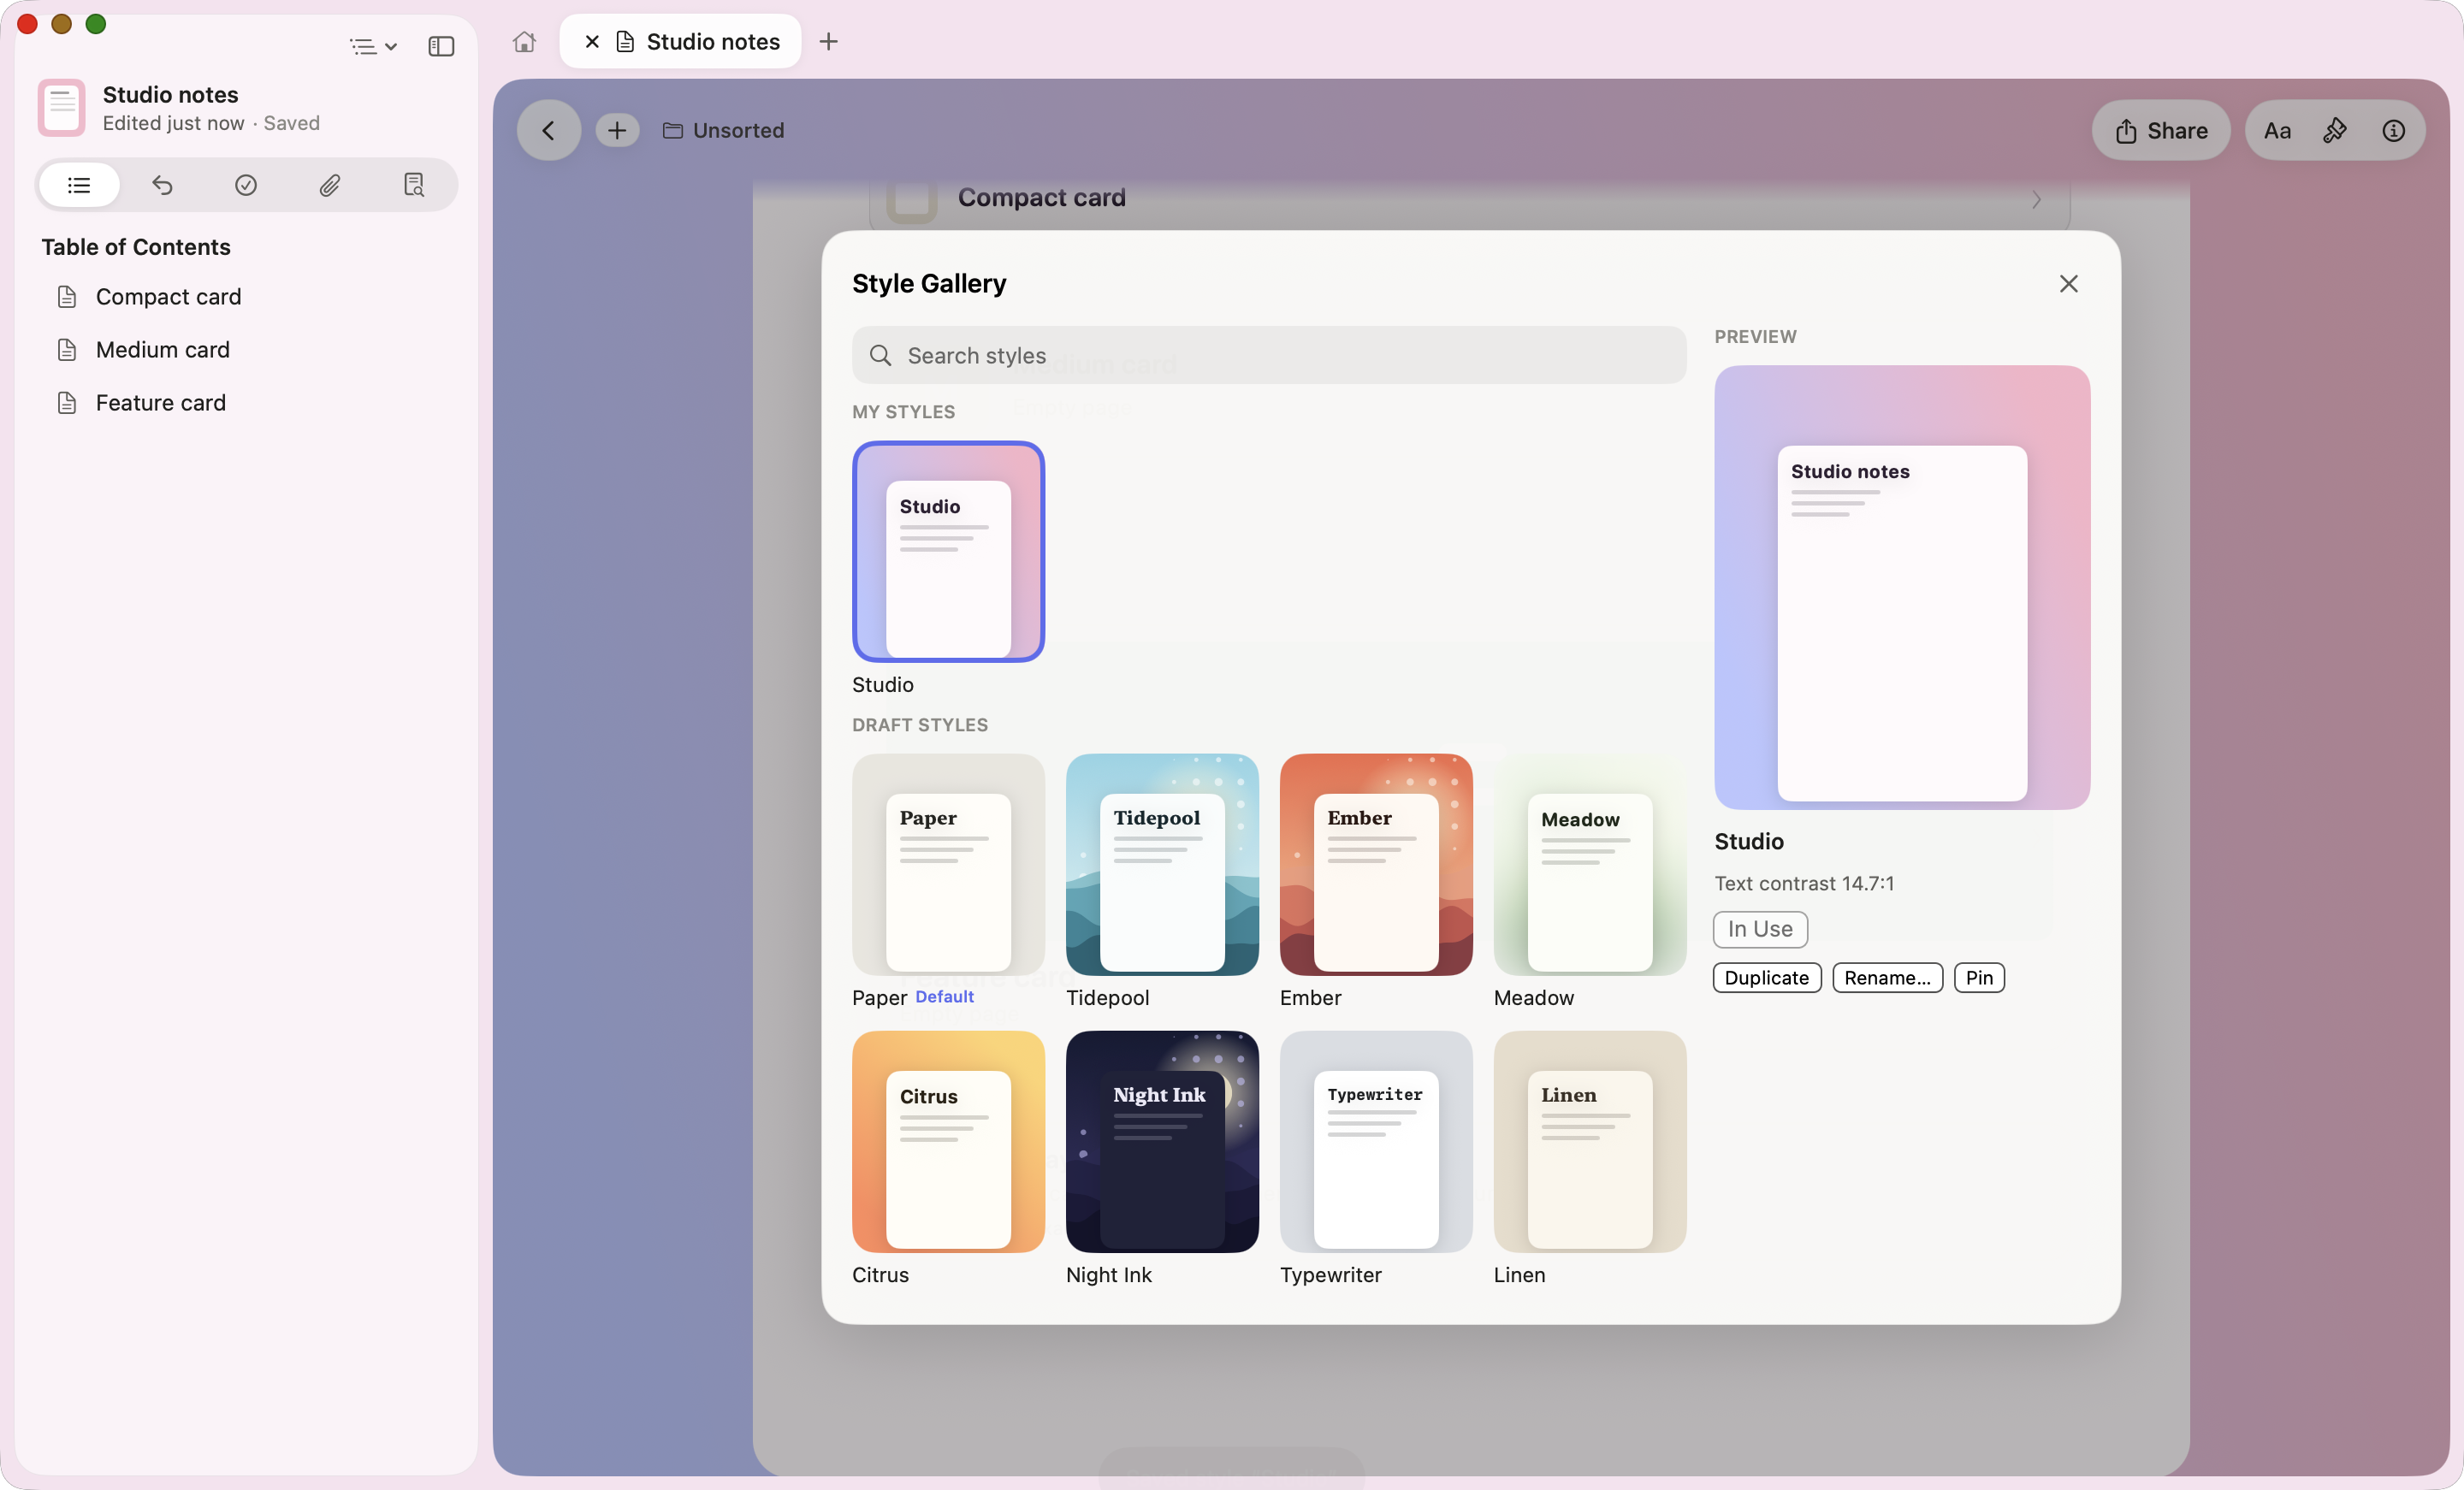 Studio notes
Studio notes
Edited just now · Saved
Table of Contents
Compact card
Medium card
Feature card
Unsorted
Share
Aa
Compact card
Style Gallery
Search styles
MY STYLES
Studio
Studio
DRAFT STYLES
Paper
Tidepool
Ember
Meadow
Paper Default
Tidepool
Ember
Meadow
Citrus
Night Ink
Typewriter
Linen
Citrus
Night Ink
Typewriter
Linen
PREVIEW
Studio notes
Studio
Text contrast 14.7:1
In Use
Duplicate
Rename...
Pin